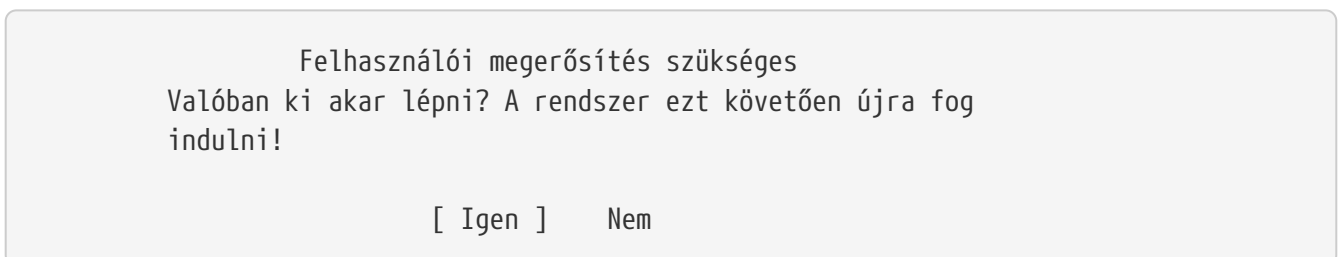 Felhasználói megerősítés szükséges
Valóban ki akar lépni? A rendszer ezt követően újra fog
indulni!
[ Igen ] Nem